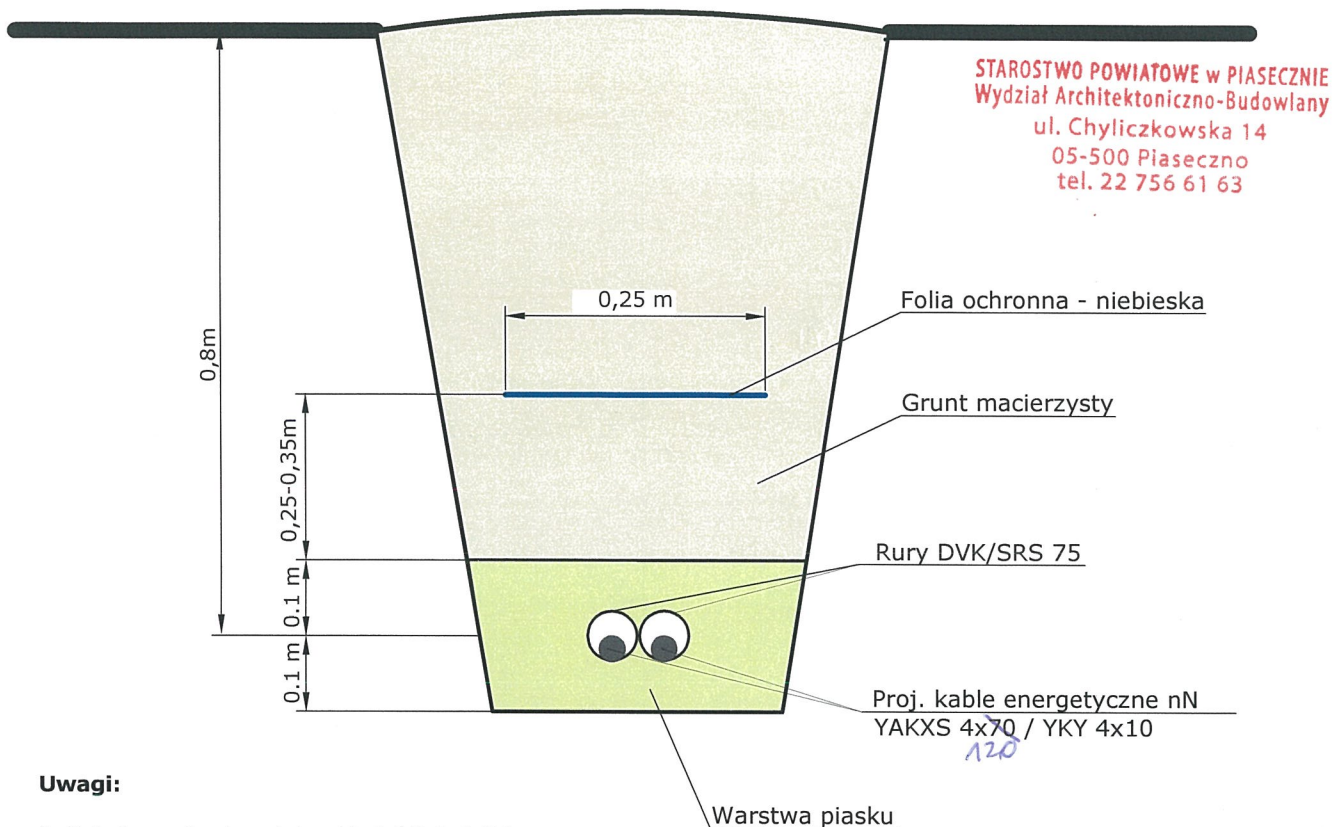 STAROSTWO POWIATOWE w PIASECZNIE
Wydział Architektoniczno-Budowlany
ul. Chyliczkowska 14
05-500 Piaseczno
tel. 22 756 61 63
0,25 m
Folia ochronna - niebieska
0,8m
Grunt macierzysty
0,25-0,35m
Rury DVK/SRS 75
0.1 m
0.1 m
Proj. kable energetyczne nN
YAKXS 4x70 / YKY 4x10
120
Uwagi:
Warstwa piasku